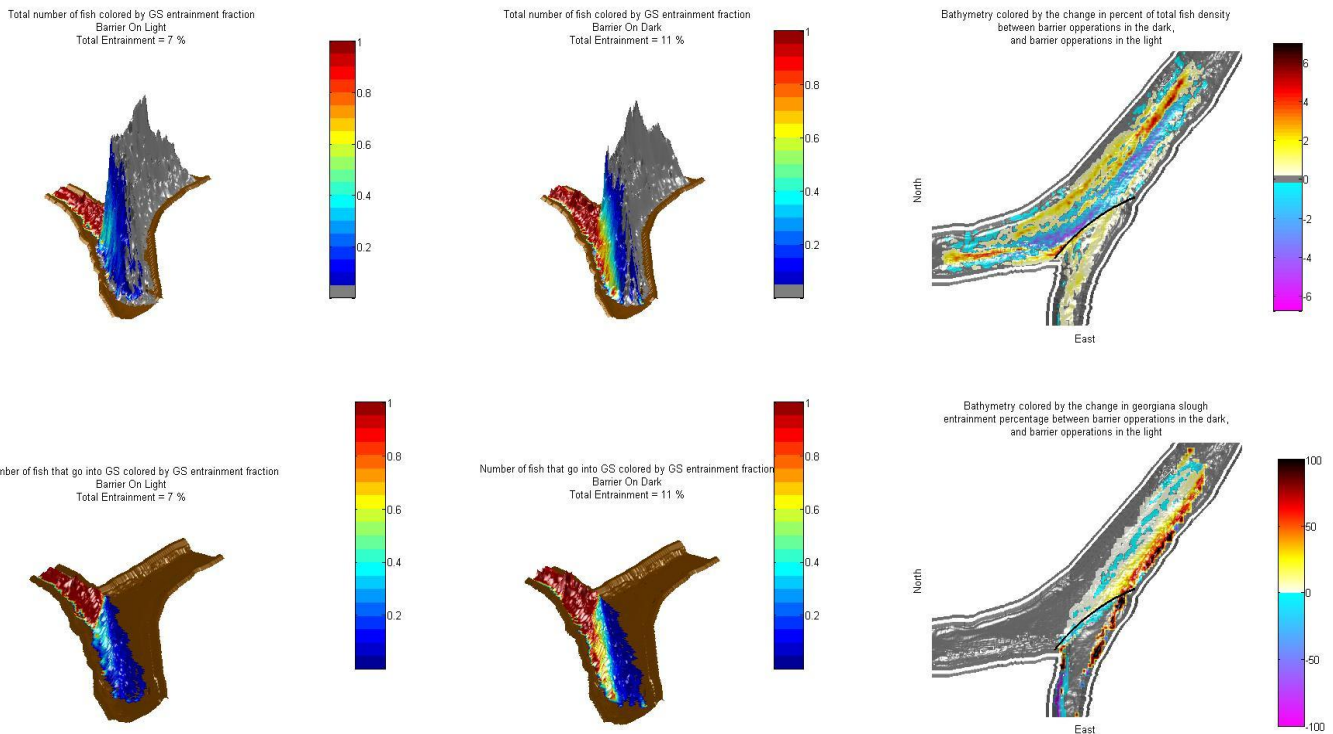 Total number of fish colored by GS entrainment fraction
Barrier On Light
Total Entrainment = 7 %
1
0.8
0.6
0.4
0.2
Total number of fish colored by GS entrainment fraction
Barrier On Dark
Total Entrainment = 11 %
1
0.8
0.6
0.4
0.2
Bathymetry colored by the change in percent of total fish density
between barrier opperations in the dark,
and barrier opperations in the light
North
East
6
4
2
0
-2
-4
-6
mber of fish that go into GS colored by GS entrainment fraction
Barrier On Light
Total Entrainment = 7 %
1
0.8
0.6
0.4
0.2
Number of fish that go into GS colored by GS entrainment fraction
Barrier On Dark
Total Entrainment = 11 %
1
0.8
0.6
0.4
0.2
Bathymetry colored by the change in georgiana slough
entrainment percentage between barrier opperations in the dark,
and barrier opperations in the light
North
East
100
50
0
-50
-100